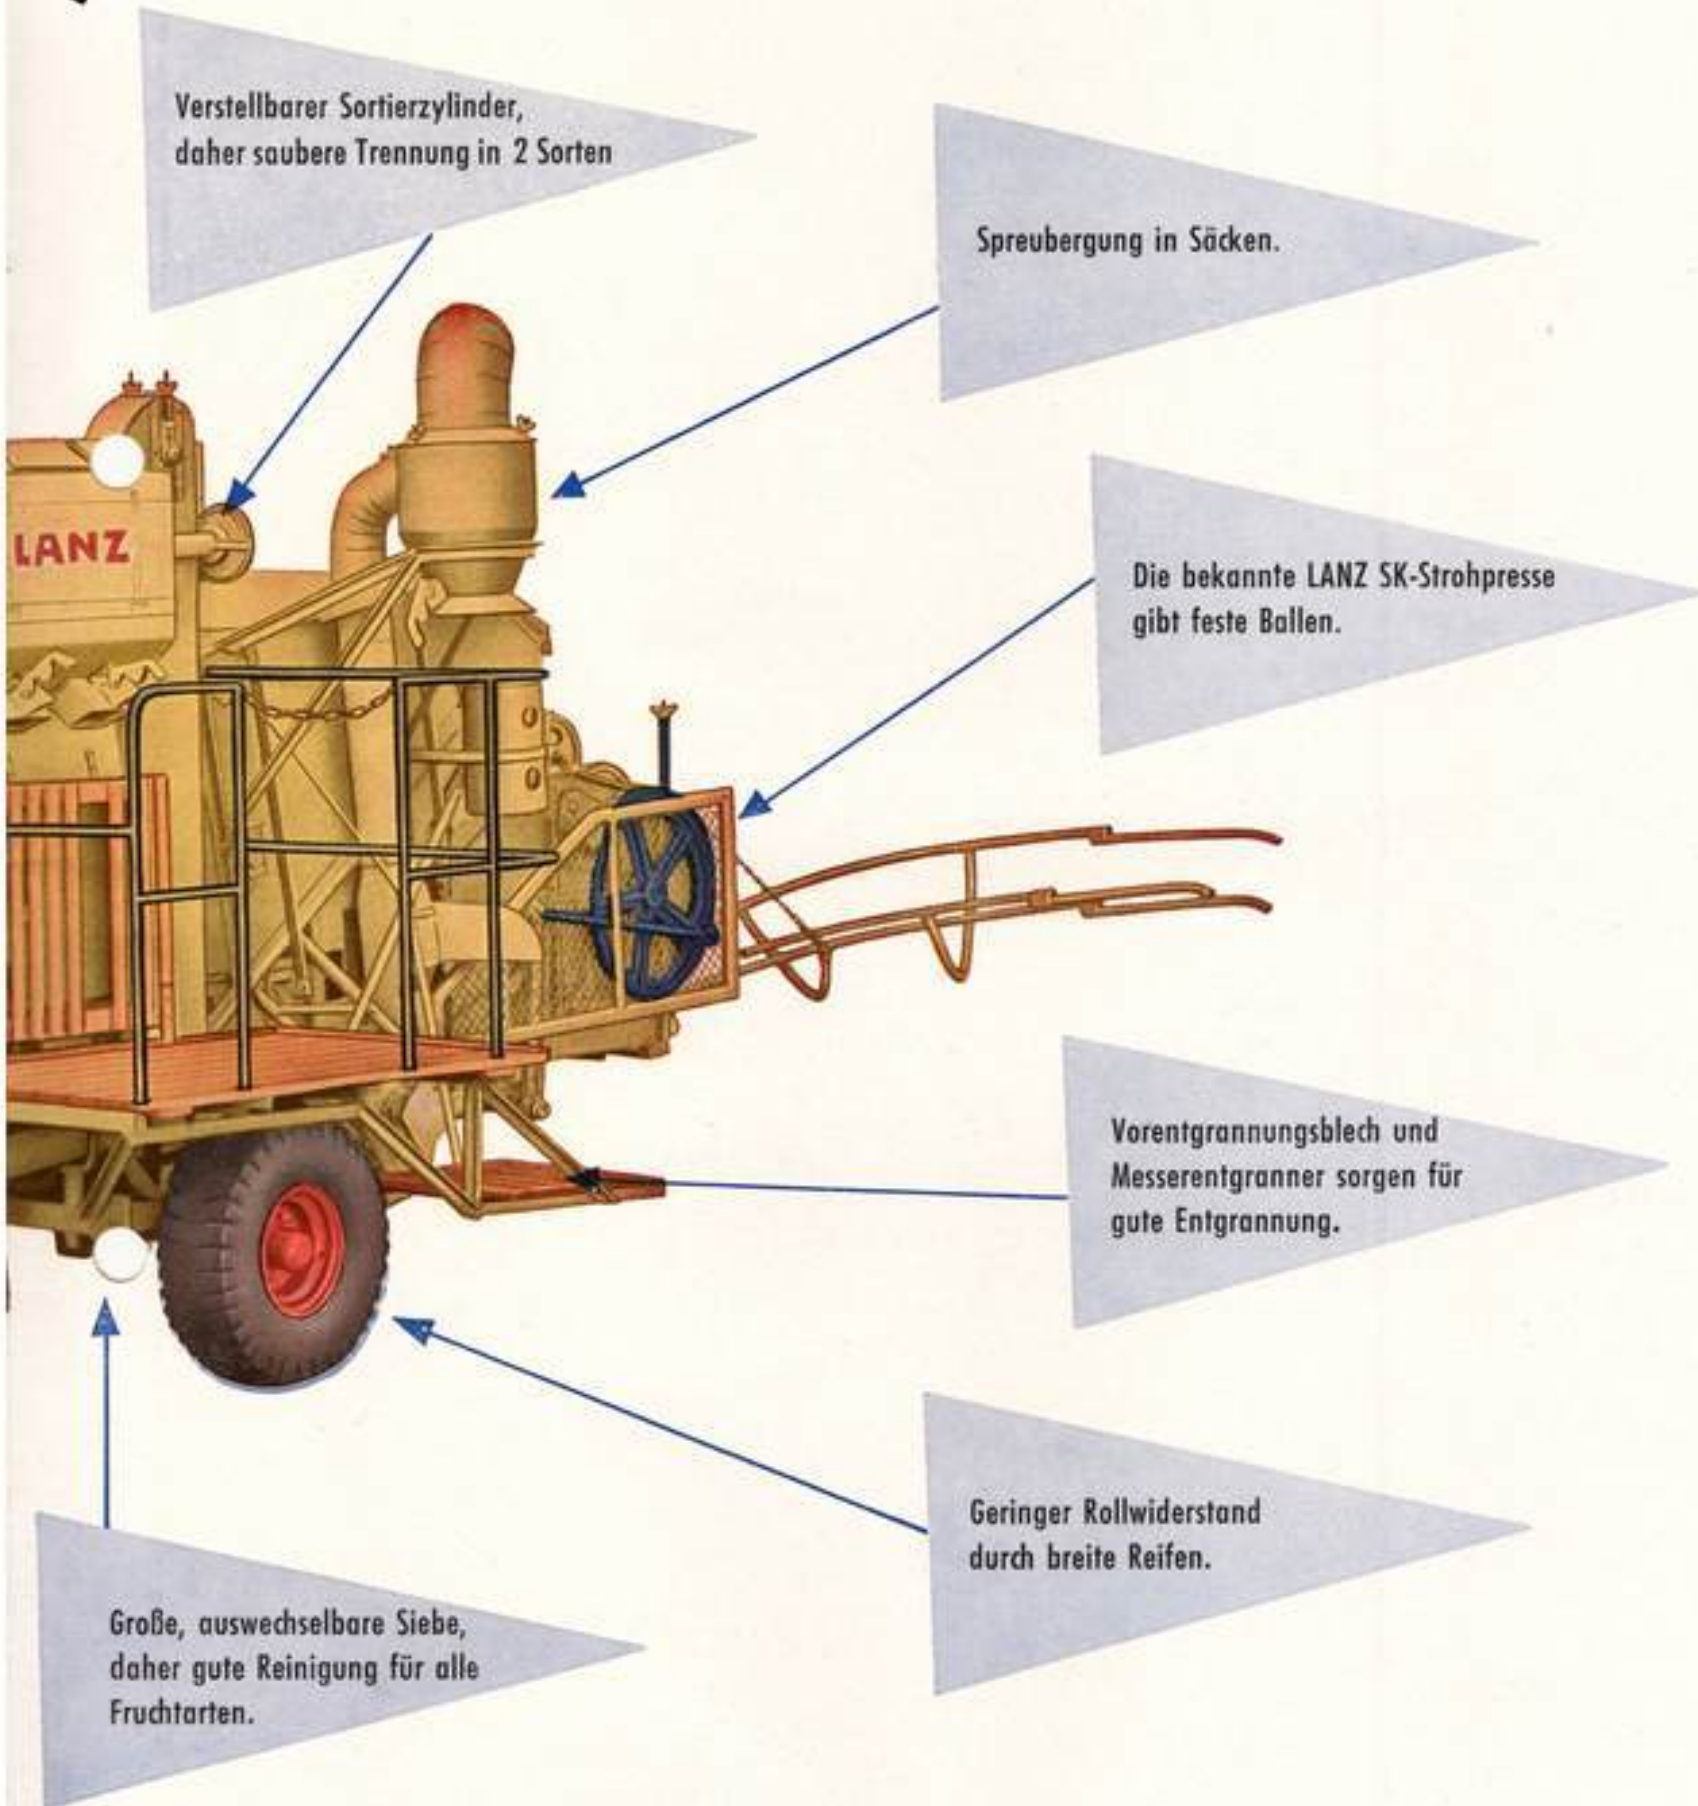 Verstellbarer Sortierzylinder,
daher saubere Trennung in 2 Sorten
Spreubergung in Säcken.
LANZ
Die bekannte LANZ SK-Strohpresse
gibt feste Ballen.
Vorentgrannungsblech und
Messerentgranner sorgen für
gute Entgrannung.
Geringer Rollwiderstand
durch breite Reifen.
Große, auswechselbare Siebe,
daher gute Reinigung für alle
Fruchtarten.